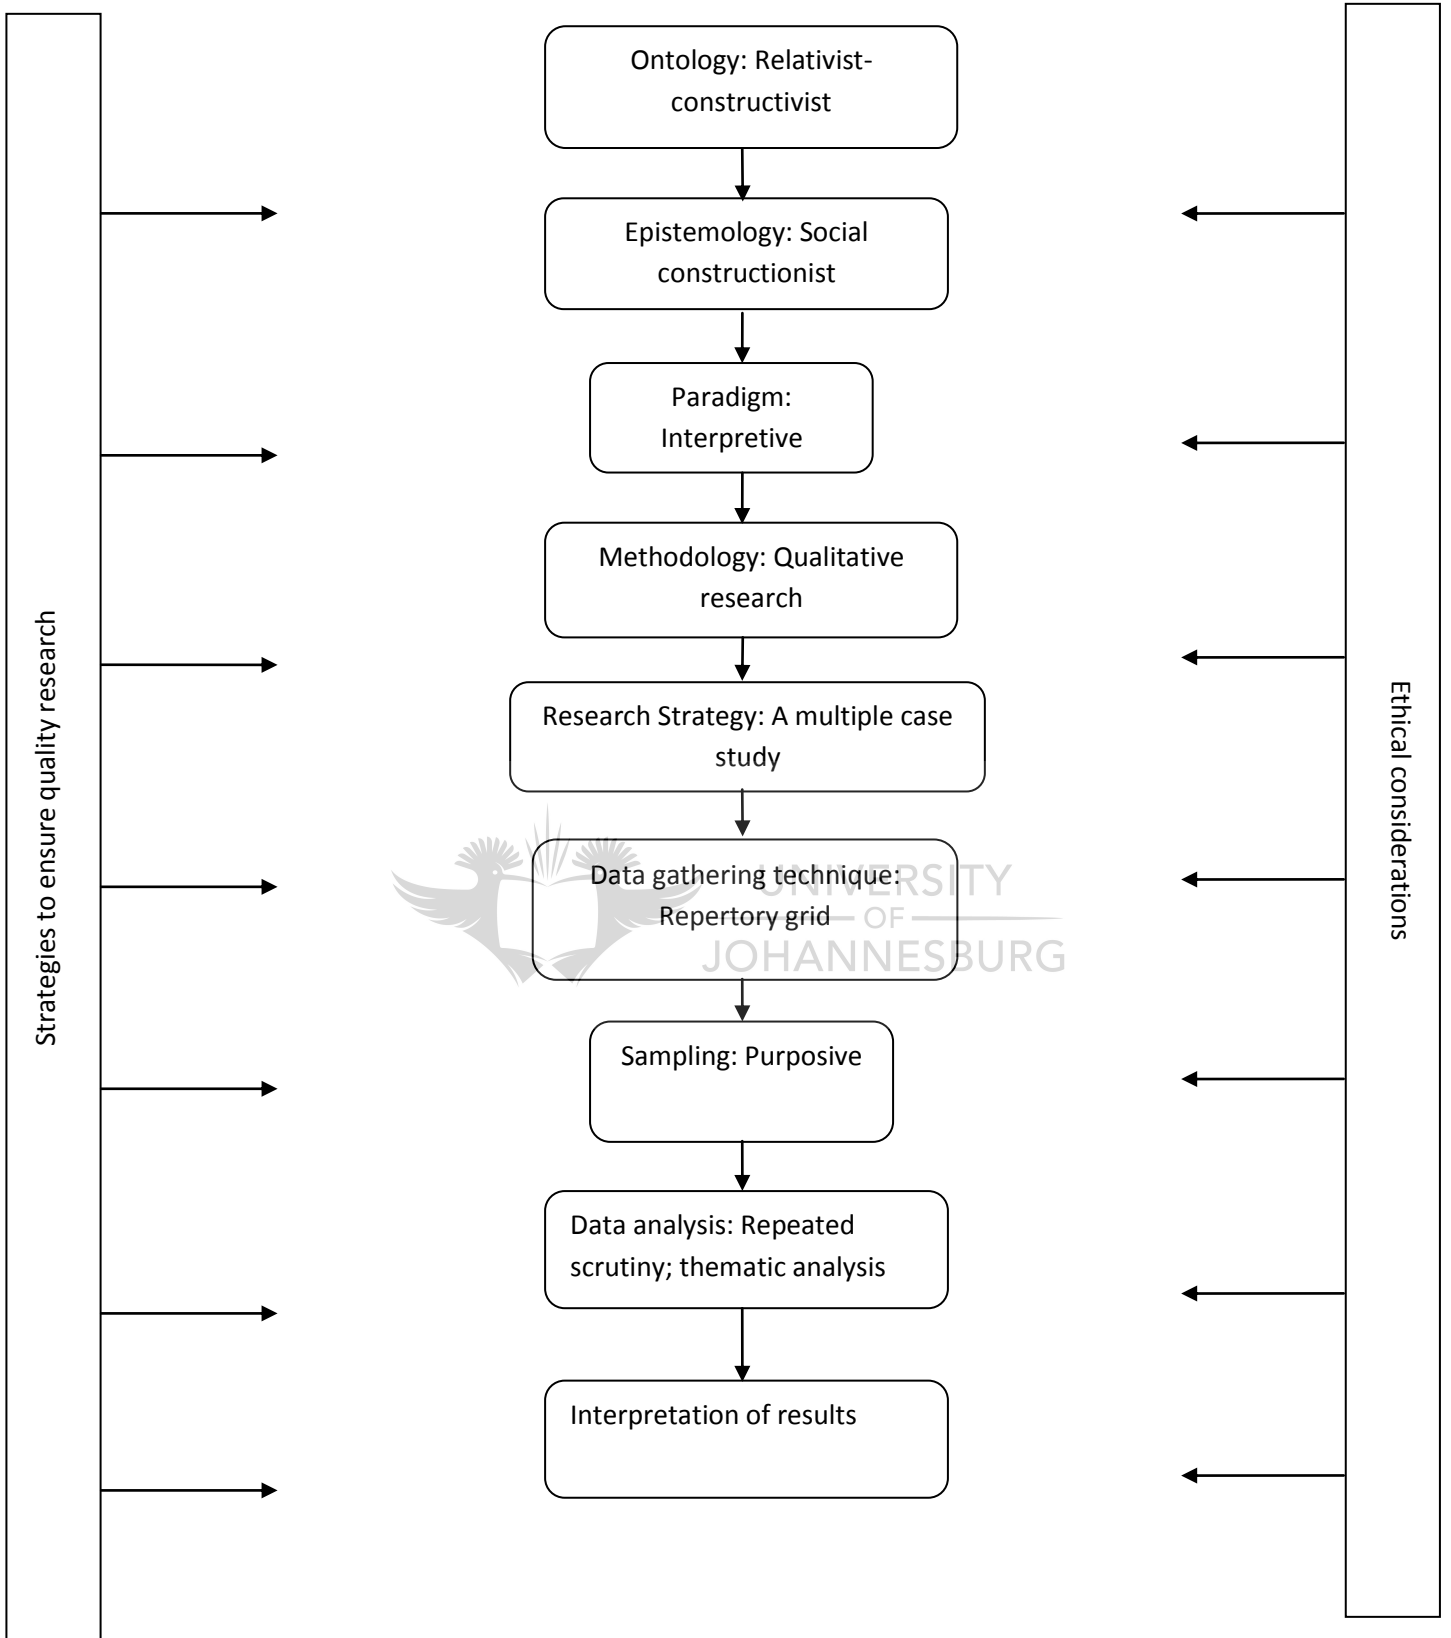 Strategies to ensure quality research
Ontology: Relativist-
constructivist
Epistemology: Social
constructionist
Paradigm:
Interpretive
Methodology: Qualitative
research
Research Strategy: A multiple case
study
Data gathering technique:
Repertory grid
UNIVERSITY
OF
JOHANNESBURG
Sampling: Purposive
Data analysis: Repeated
scrutiny; thematic analysis
Interpretation of results
Ethical considerations